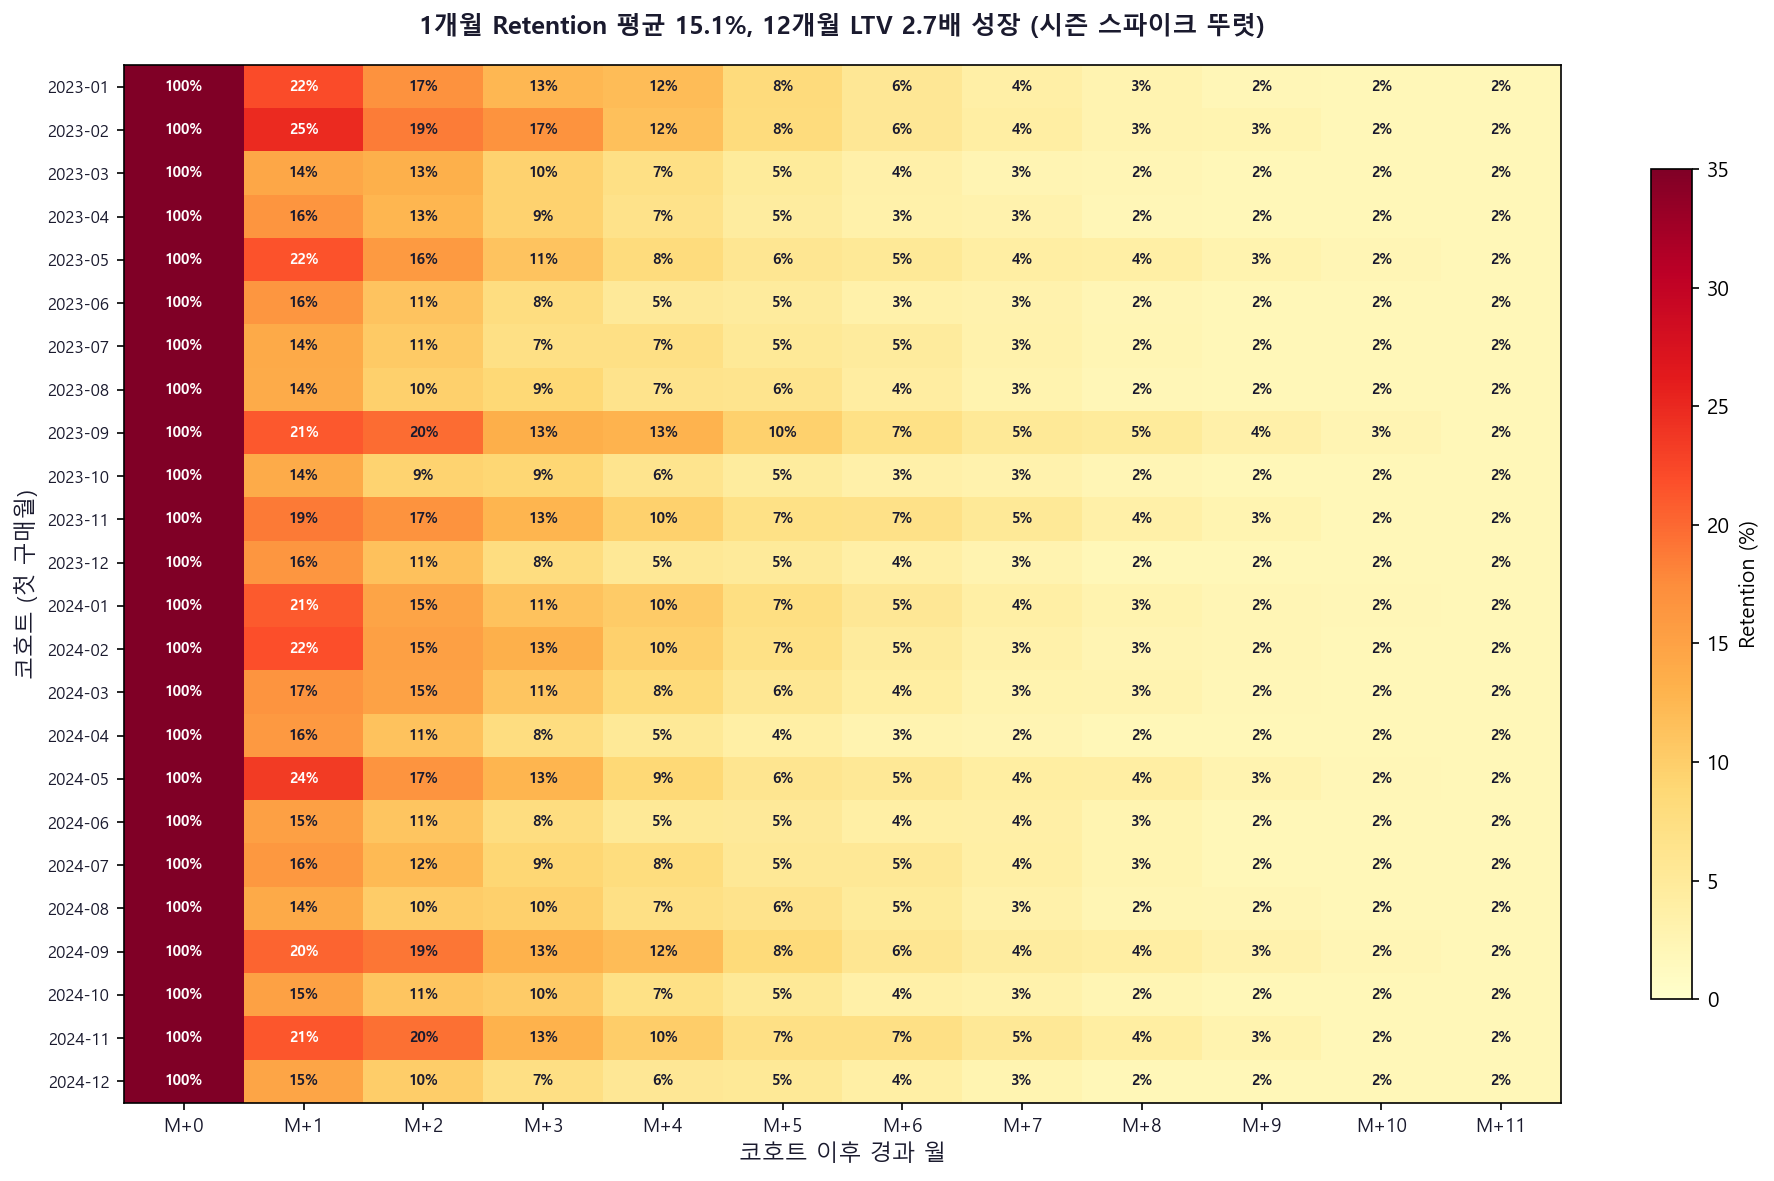 1개월 Retention 평균 15.1%, 12개월 LTV 2.7배 성장 (시즌 스파이크 뚜렷)
코호트 (첫 구매월)
2023-01 100% 22% 17% 13% 12% 8% 6% 4% 3% 2% 2% 2%
2023-02 100% 25% 19% 17% 12% 8% 6% 4% 3% 3% 2% 2%
2023-03 100% 14% 13% 10% 7% 5% 4% 3% 2% 2% 2% 2%
2023-04 100% 16% 13% 9% 7% 5% 3% 3% 2% 2% 2% 2%
2023-05 100% 22% 16% 11% 8% 6% 5% 4% 4% 3% 2% 2%
2023-06 100% 16% 11% 8% 5% 5% 3% 3% 2% 2% 2% 2%
2023-07 100% 14% 11% 7% 7% 5% 5% 3% 2% 2% 2% 2%
2023-08 100% 14% 10% 9% 7% 6% 4% 3% 2% 2% 2% 2%
2023-09 100% 21% 20% 13% 13% 10% 7% 5% 5% 4% 3% 2%
2023-10 100% 14% 9% 9% 6% 5% 3% 3% 2% 2% 2% 2%
2023-11 100% 19% 17% 13% 10% 7% 7% 5% 4% 3% 2% 2%
2023-12 100% 16% 11% 8% 5% 5% 4% 3% 2% 2% 2% 2%
2024-01 100% 21% 15% 11% 10% 7% 5% 4% 3% 2% 2% 2%
2024-02 100% 22% 15% 13% 10% 7% 5% 3% 3% 2% 2% 2%
2024-03 100% 17% 15% 11% 8% 6% 4% 3% 3% 2% 2% 2%
2024-04 100% 16% 11% 8% 5% 4% 3% 2% 2% 2% 2% 2%
2024-05 100% 24% 17% 13% 9% 6% 5% 4% 4% 3% 2% 2%
2024-06 100% 15% 11% 8% 5% 5% 4% 4% 3% 2% 2% 2%
2024-07 100% 16% 12% 9% 8% 5% 5% 4% 3% 2% 2% 2%
2024-08 100% 14% 10% 10% 7% 6% 5% 3% 2% 2% 2% 2%
2024-09 100% 20% 19% 13% 12% 8% 6% 4% 4% 3% 2% 2%
2024-10 100% 15% 11% 10% 7% 5% 4% 3% 2% 2% 2% 2%
2024-11 100% 21% 20% 13% 10% 7% 7% 5% 4% 3% 2% 2%
2024-12 100% 15% 10% 7% 6% 5% 4% 3% 2% 2% 2% 2%
M+0 M+1 M+2 M+3 M+4 M+5 M+6 M+7 M+8 M+9 M+10 M+11
코호트 이후 경과 월
35
30
25
20
15
10
5
0
Retention (%)